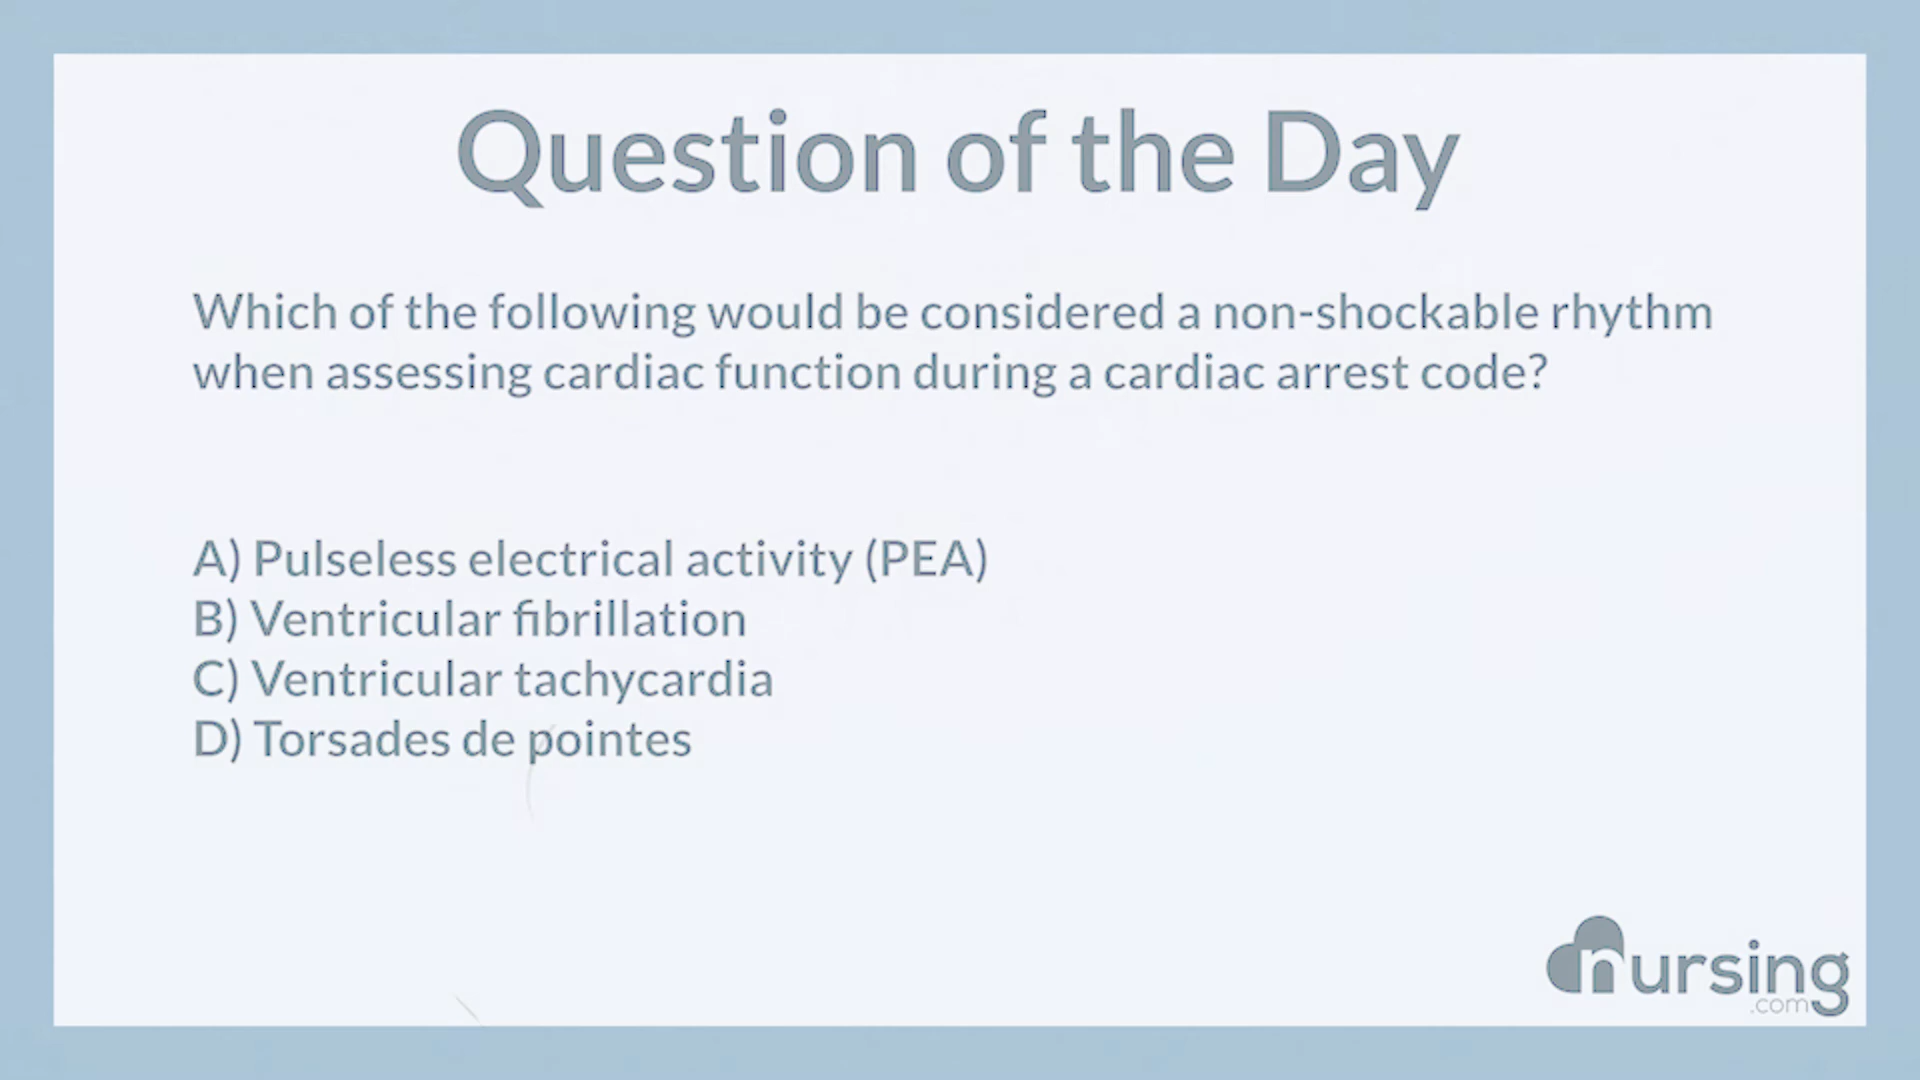 Question of the Day
Which of the following would be considered a non-shockable rhythm
when assessing cardiac function during a cardiac arrest code?
A) Pulseless electrical activity (PEA)
B) Ventricular fibrillation
C) Ventricular tachycardia
D) Torsades de pointes
nursing
.com